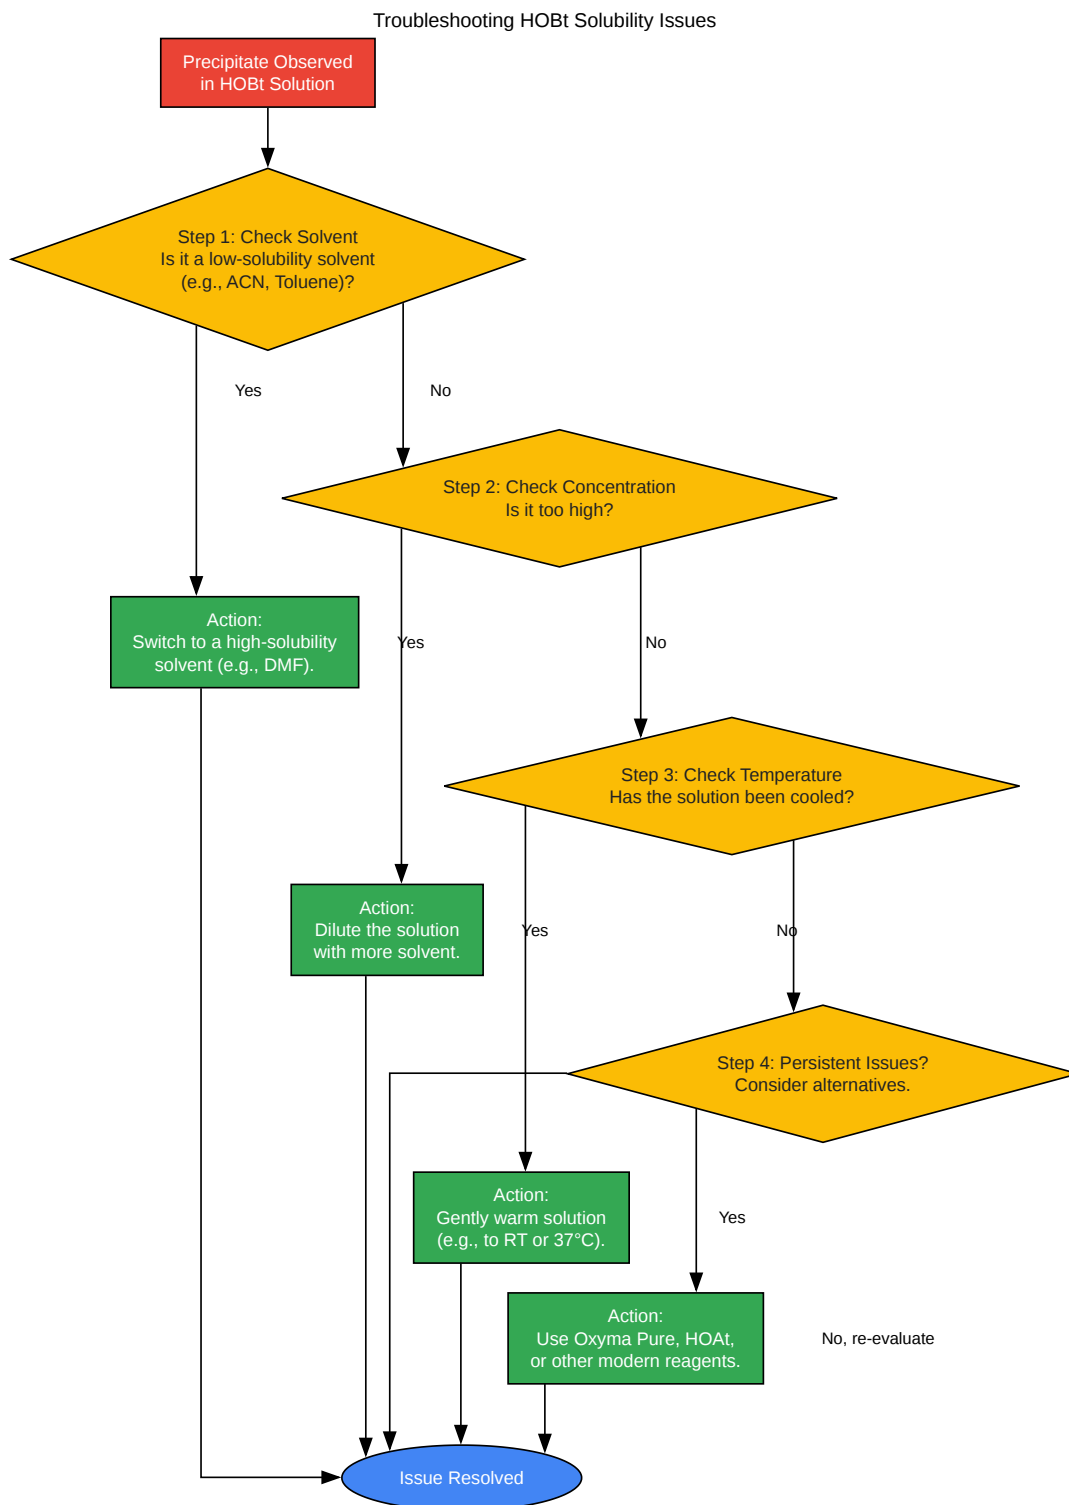 Troubleshooting HOBt Solubility Issues
Precipitate Observed
in HOBt Solution
Step 1: Check Solvent
Is it a low-solubility solvent
(e.g., ACN, Toluene)?
Yes
No
Step 2: Check Concentration
Is it too high?
Action:
Switch to a high-solubility
solvent (e.g., DMF).
Yes
No
Step 3: Check Temperature
Has the solution been cooled?
Action:
Dilute the solution
with more solvent.
Yes
No
Step 4: Persistent Issues?
Consider alternatives.
Action:
Gently warm solution
(e.g., to RT or 37°C).
Yes
Action:
Use Oxyma Pure, HOAt,
or other modern reagents.
No, re-evaluate
Issue Resolved